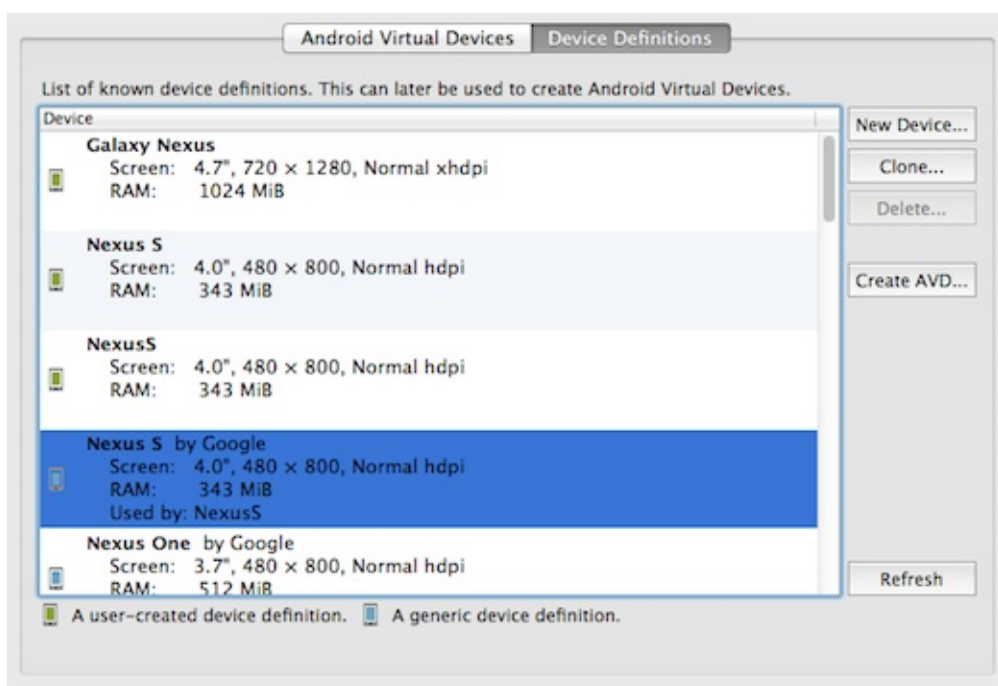 Android Virtual Devices Device Definitions
List of known device definitions. This can later be used to create Android Virtual Devices.
Device
New Device...
Galaxy Nexus
Screen: 4.7", 720 × 1280, Normal xhdpi
RAM: 1024 MiB
Clone...
Delete...
Nexus S
Screen: 4.0", 480 × 800, Normal hdpi
RAM: 343 MiB
Create AVD...
NexusS
Screen: 4.0", 480 × 800, Normal hdpi
RAM: 343 MiB
Nexus S by Google
Screen: 4.0", 480 × 800, Normal hdpi
RAM: 343 MiB
Used by: NexusS
Nexus One by Google
Screen: 3.7", 480 × 800, Normal hdpi
RAM: 512 MiB
Refresh
A user-created device definition. A generic device definition.